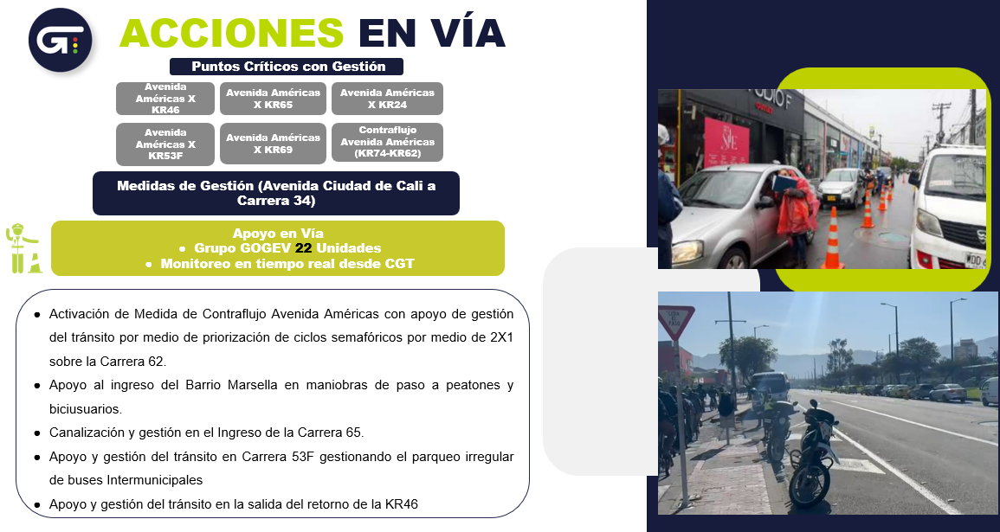 G
ACCIONES EN VÍA
Puntos Críticos con Gestión
Avenida
Américas X
KR46
Avenida Américas
X KR65
Avenida Américas
X KR24
Avenida
Américas X
KR53F
Avenida Américas
X KR69
Contraflujo
Avenida Américas
(KR74-KR62)
Medidas de Gestión (Avenida Ciudad de Cali a
Carrera 34)
Apoyo en Vía
● Grupo GOGEV 22 Unidades
● Monitoreo en tiempo real desde CGT
● Activación de Medida de Contraflujo Avenida Américas con apoyo de gestión
del tránsito por medio de priorización de ciclos semafóricos por medio de 2X1
sobre la Carrera 62.
● Apoyo al ingreso del Barrio Marsella en maniobras de paso a peatones y
biciusuarios.
● Canalización y gestión en el Ingreso de la Carrera 65.
● Apoyo y gestión del tránsito en Carrera 53F gestionando el parqueo irregular
de buses Intermunicipales
● Apoyo y gestión del tránsito en la salida del retorno de la KR46